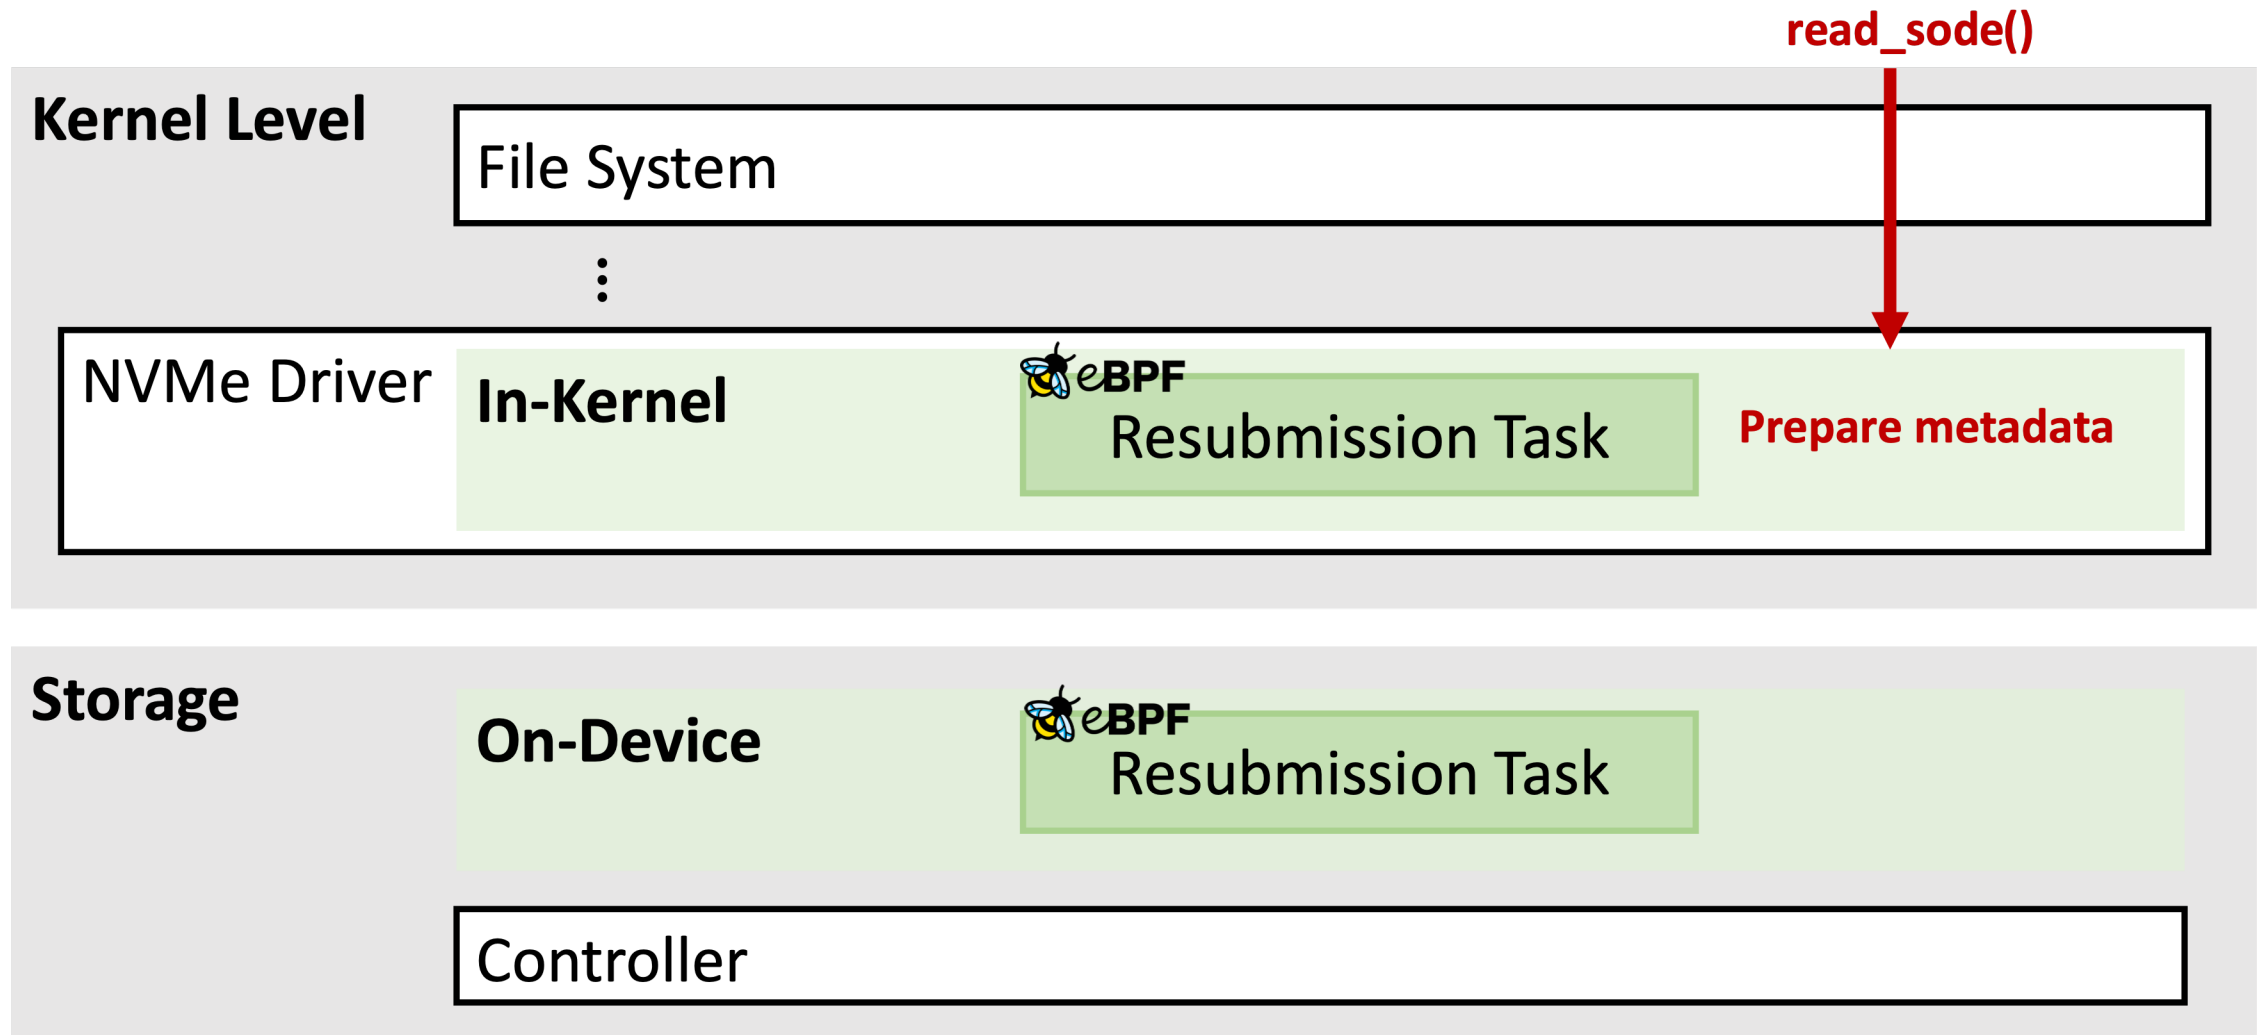 read_sode()
Kernel Level
File System
NVMe Driver
In-Kernel
eBPF
Resubmission Task
Prepare metadata
Storage
On-Device
eBPF
Resubmission Task
Controller